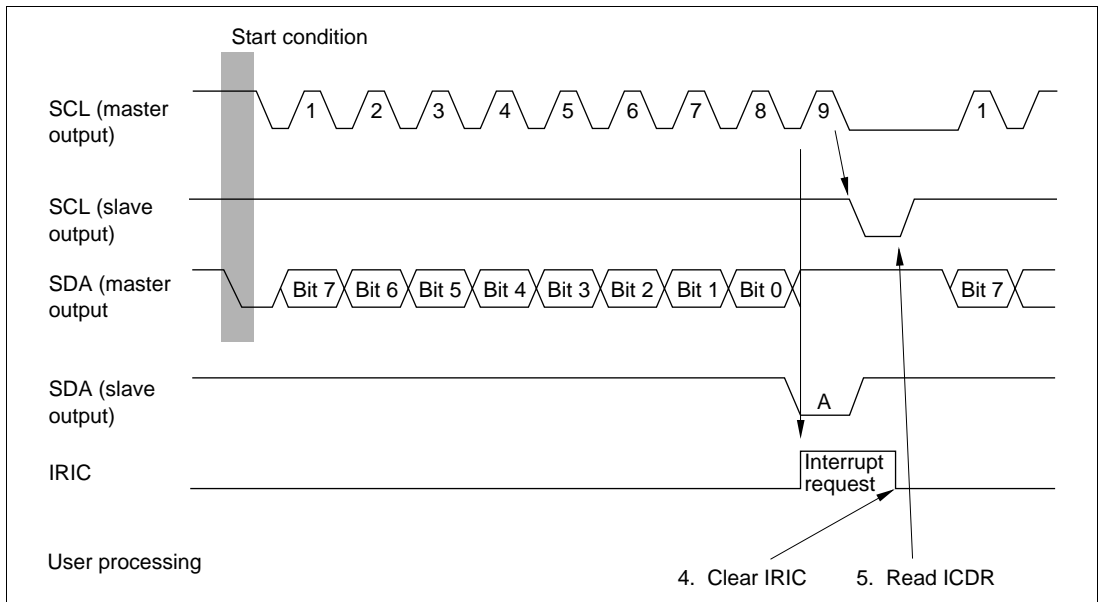 Start condition
SCL (master
output)
1 2 3 4 5 6 7 8 9 1
SCL (slave
output)
SDA (master
output
Bit 7 Bit 6 Bit 5 Bit 4 Bit 3 Bit 2 Bit 1 Bit 0 Bit 7
SDA (slave
output)
A
IRIC
Interrupt
request
User processing
4. Clear IRIC 5. Read ICDR